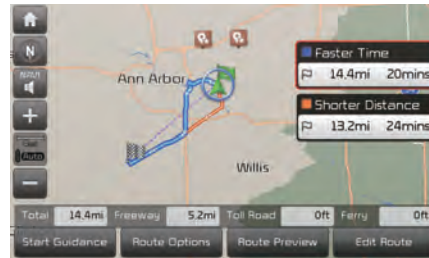 N
Faster Time
NAVI
14.4mi 20mins
Ann Arbor
Shorter Distance
13.2mi 24mins
Auto
Willis
Total 14.4mi Freeway 5.2mi Toll Road 0ft Ferry 0ft
Start Guidance Route Options Route Preview Edit Route